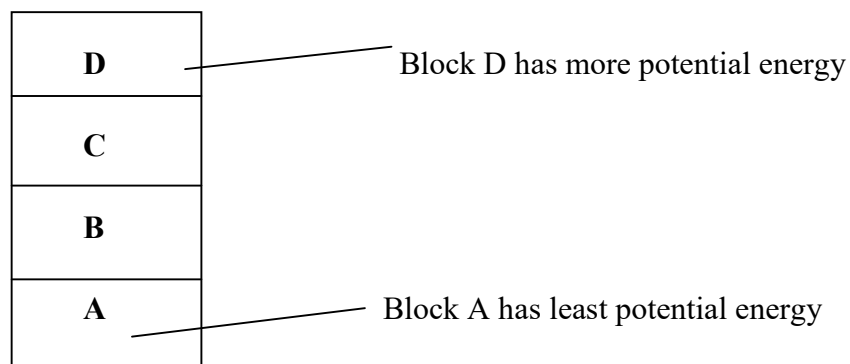 D
Block D has more potential energy
C
B
A
Block A has least potential energy